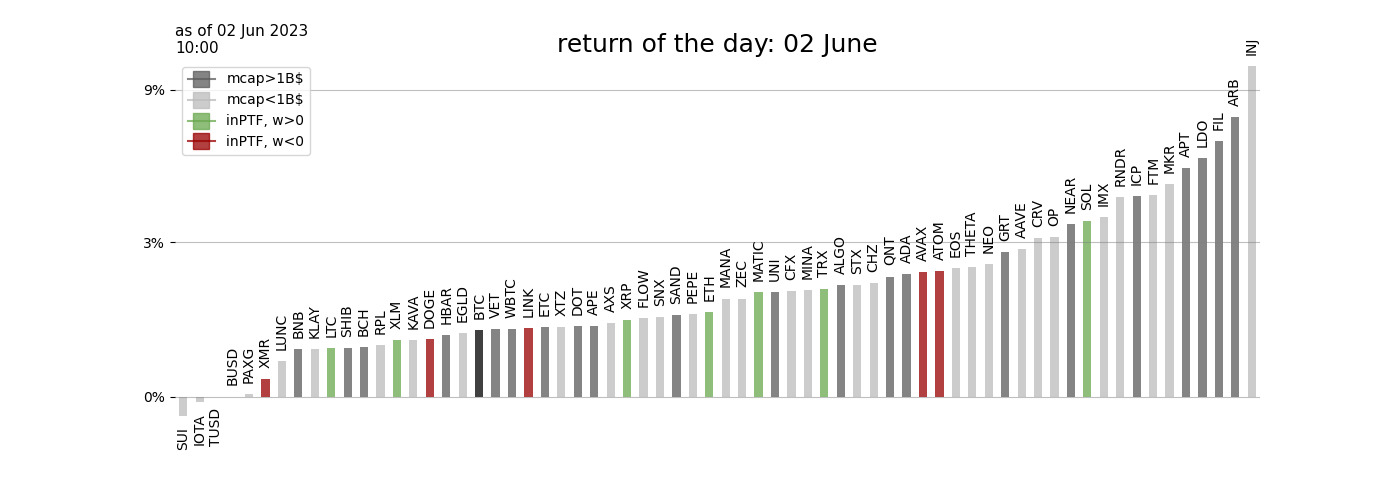 as of 02 Jun 2023
10:00
return of the day: 02 June
mcap>1B$
mcap<1B$
inPTF, w>0
inPTF, w<0
9%
3%
0%
SUI
IOTA
TUSD
BUSD
PAXG
XMR
LUNC
BNB
KLAY
LTC
SHIB
BCH
RPL
XLM
KAVA
DOGE
HBAR
EGLD
BTC
VET
WBTC
LINK
ETC
XTZ
DOT
APE
AXS
XRP
FLOW
SNX
SAND
PEPE
ETH
MANA
ZEC
MATIC
UNI
CFX
MINA
TRX
ALGO
STX
CHZ
QNT
ADA
AVAX
ATOM
EOS
THETA
NEO
GRT
AAVE
CRV
OP
NEAR
SOL
IMX
RNDR
ICP
FTM
MKR
APT
LDO
FIL
ARB
INJ